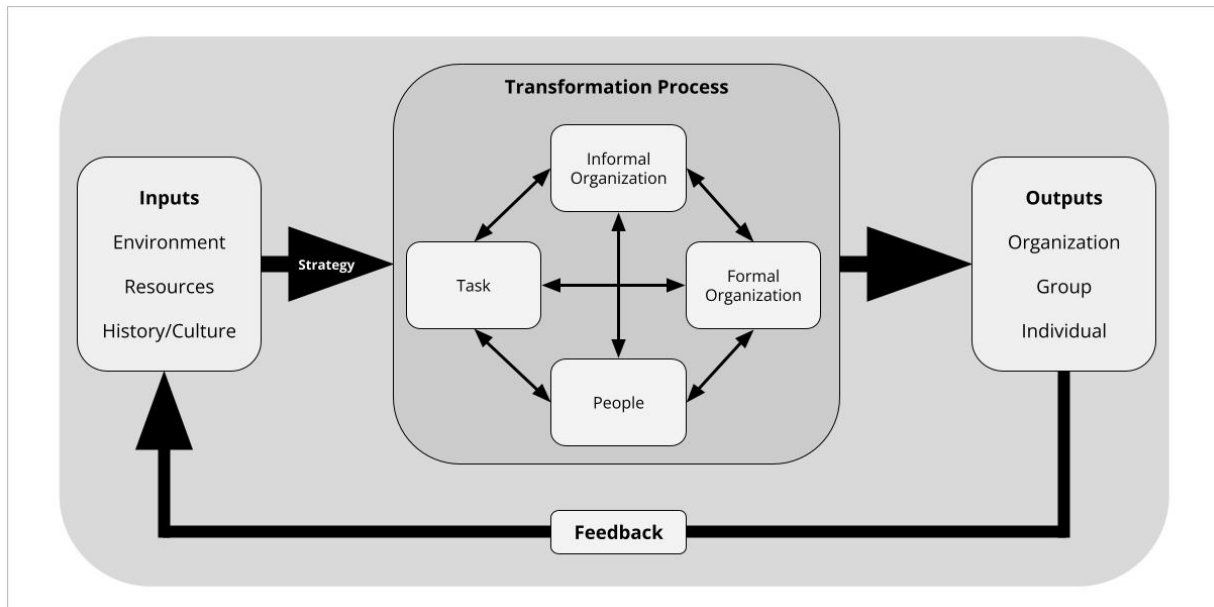 Transformation Process
Informal
Organization
Inputs
Environment
Resources
History/Culture
Strategy
Task
Formal
Organization
People
Outputs
Organization
Group
Individual
Feedback